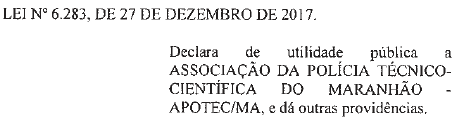 LEI Nº 6.283, DE 27 DE DEZEMBRO DE 2017.
Declara de utilidade pública a
ASSOCIAÇÃO DA POLÍCIA TÉCNICO-
CIENTÍFICA DO MARANHÃO -
APOTEC/MA, e dá outras providências.